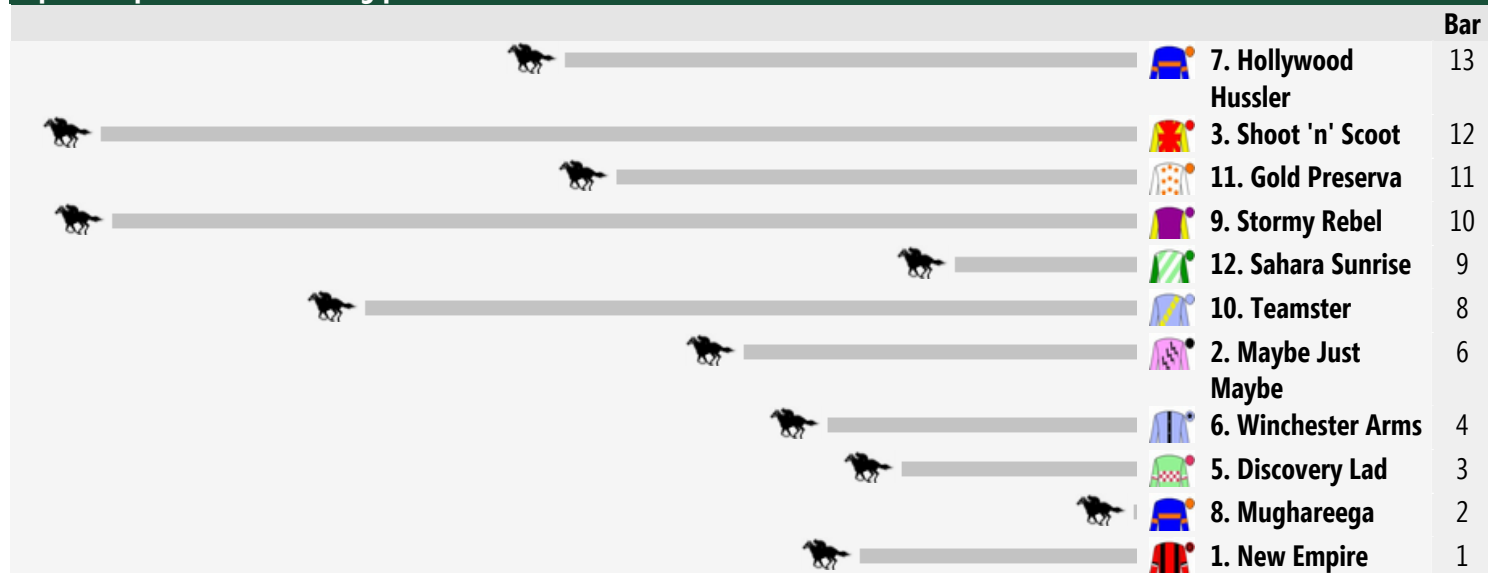 Bar
7. Hollywood
Hussler
13
3. Shoot 'n' Scoot
12
11. Gold Preserva
11
9. Stormy Rebel
10
12. Sahara Sunrise
9
10. Teamster
8
2. Maybe Just
Maybe
6
6. Winchester Arms
4
5. Discovery Lad
3
8. Mughareega
2
1. New Empire
1